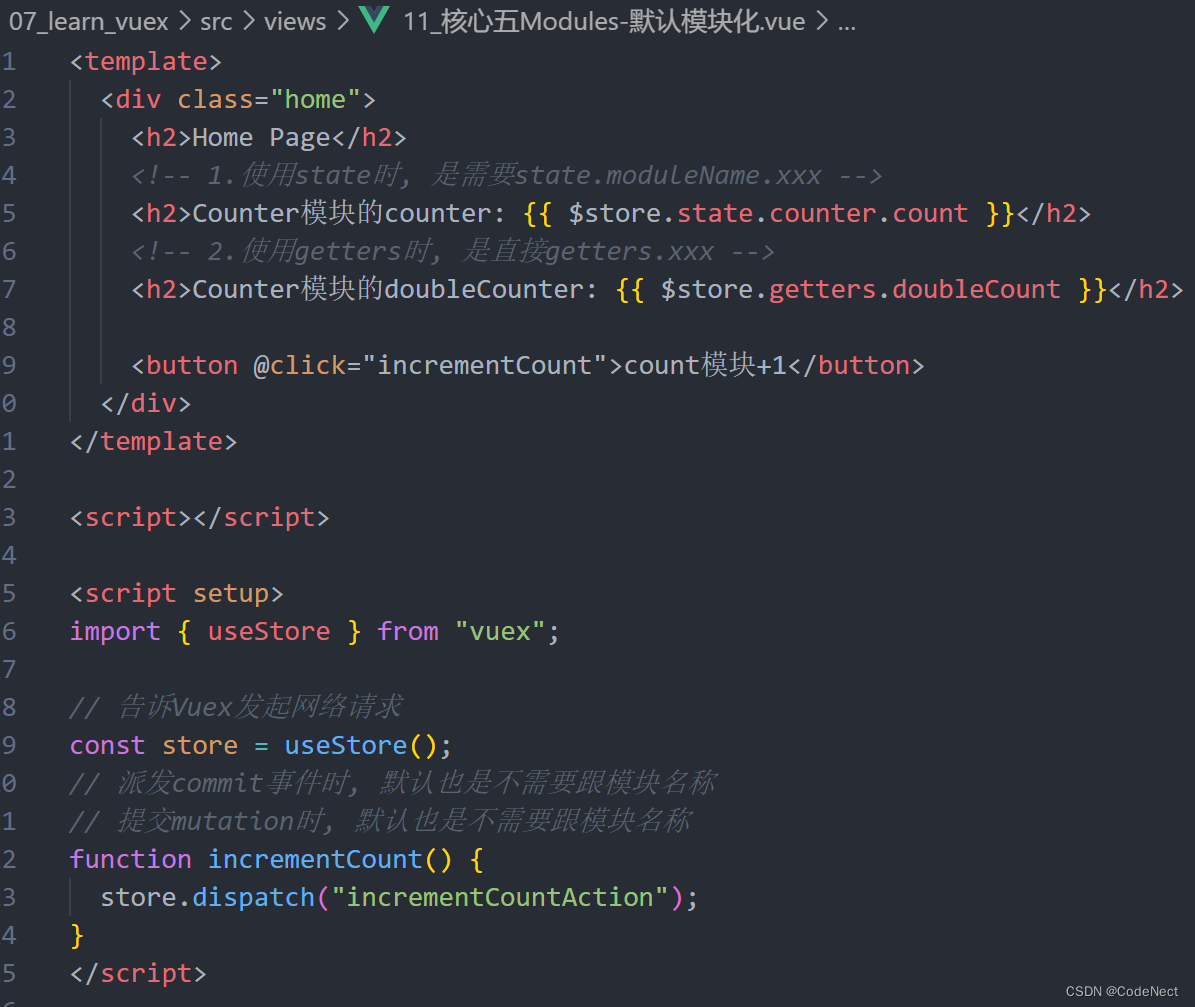 07_learn_vuex > src > views > 11_核心五Modules-默认模块化.vue > ...
1 <template>
2 <div class="home">
3 <h2>Home Page</h2>
4 <!-- 1.使用state时, 是需要state.moduleName.xxx -->
5 <h2>Counter模块的counter: {{ $store.state.counter.count }}</h2>
6 <!-- 2.使用getters时, 是直接getters.xxx -->
7 <h2>Counter模块的doubleCounter: {{ $store.getters.doubleCount }}</h2>
8
9 <button @click="incrementCount">count模块+1</button>
0 </div>
1 </template>
2
3 <script></script>
4
5 <script setup>
6 import { useStore } from "vuex";
7
8 // 告诉Vuex发起网络请求
9 const store = useStore();
0 // 派发commit事件时, 默认也是不需要跟模块名称
1 // 提交mutation时, 默认也是不需要跟模块名称
2 function incrementCount() {
3 store.dispatch("incrementCountAction");
4 }
5 </script>
CSDN @CodeNect